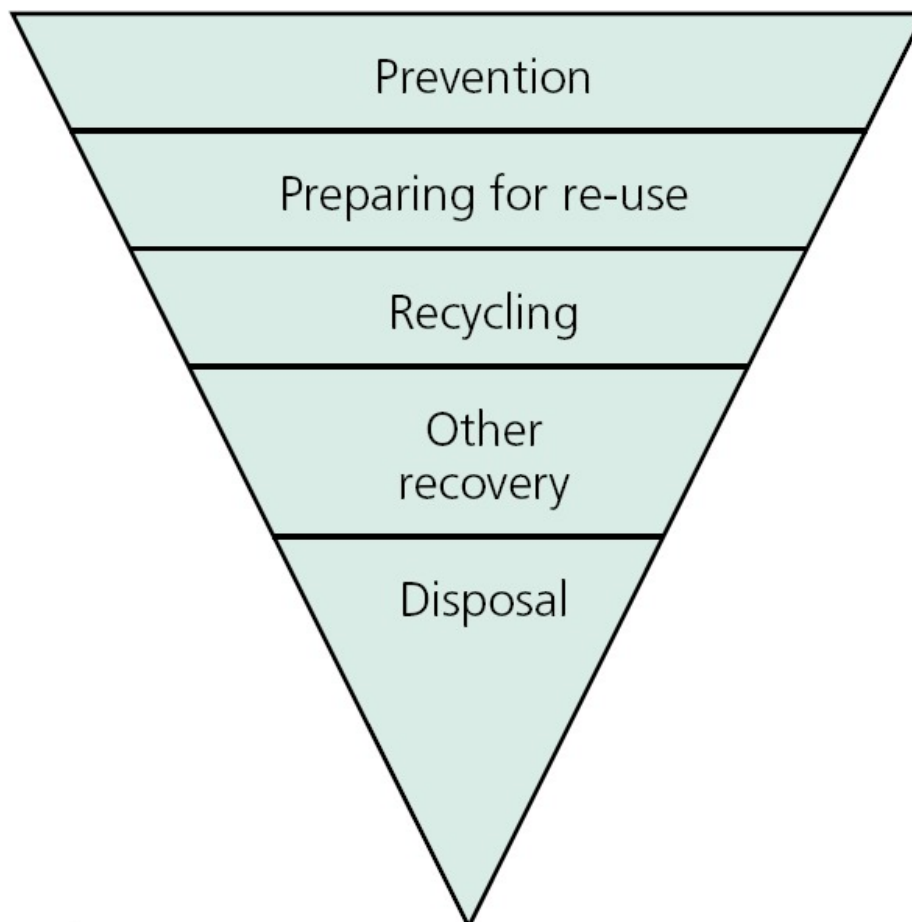 Prevention
Preparing for re-use
Recycling
Other
recovery
Disposal